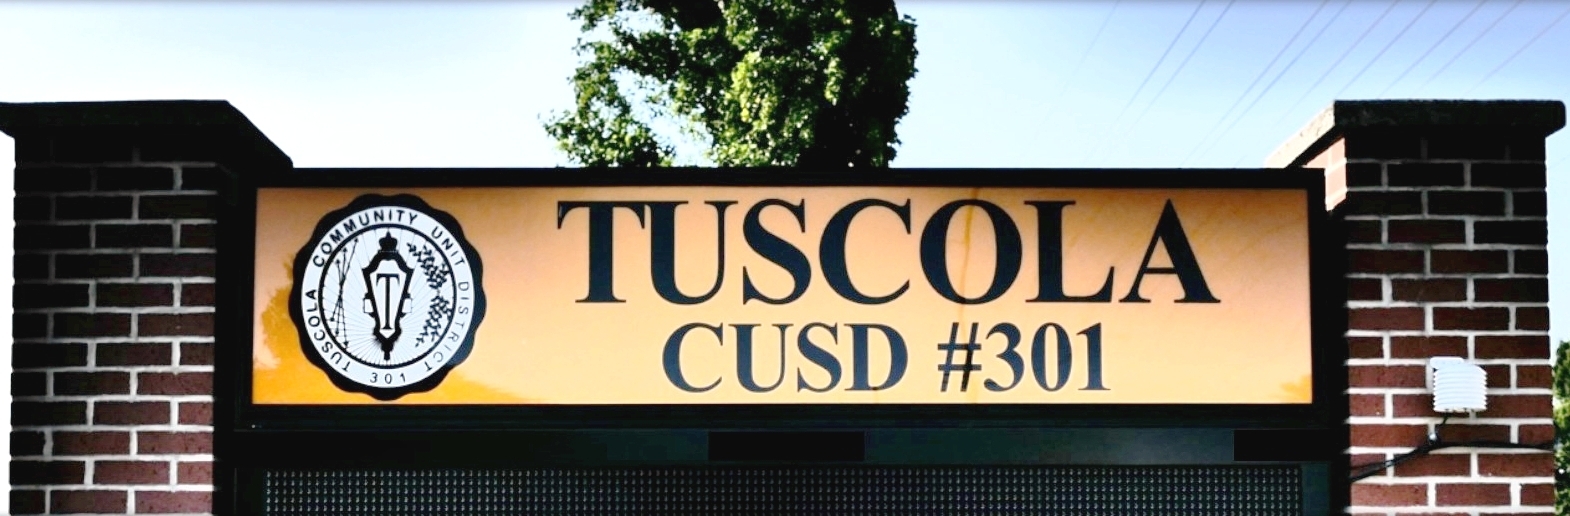 TUSCOLA COMMUNITY UNIT DISTRICT
301
T
TUSCOLA
CUSD #301